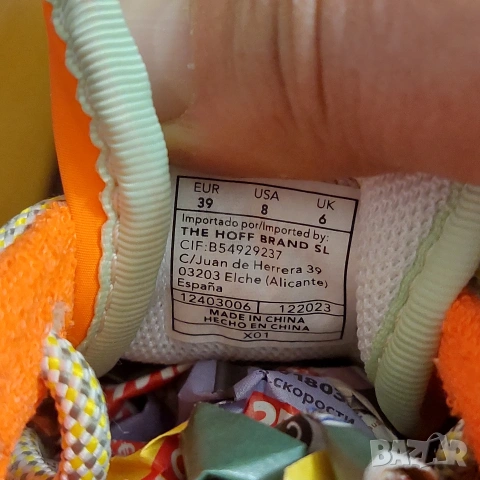 EUR USA UK
39 8 6
Importado por/Imported by:
THE HOFF BRAND SL
CIF:B54929237
C/Juan de Herrera 39
03203 Elche (Alicante)
España
12403006 122023
MADE IN CHINA
HECHO EN CHINA
X01
1803
.скорости
BAZAR